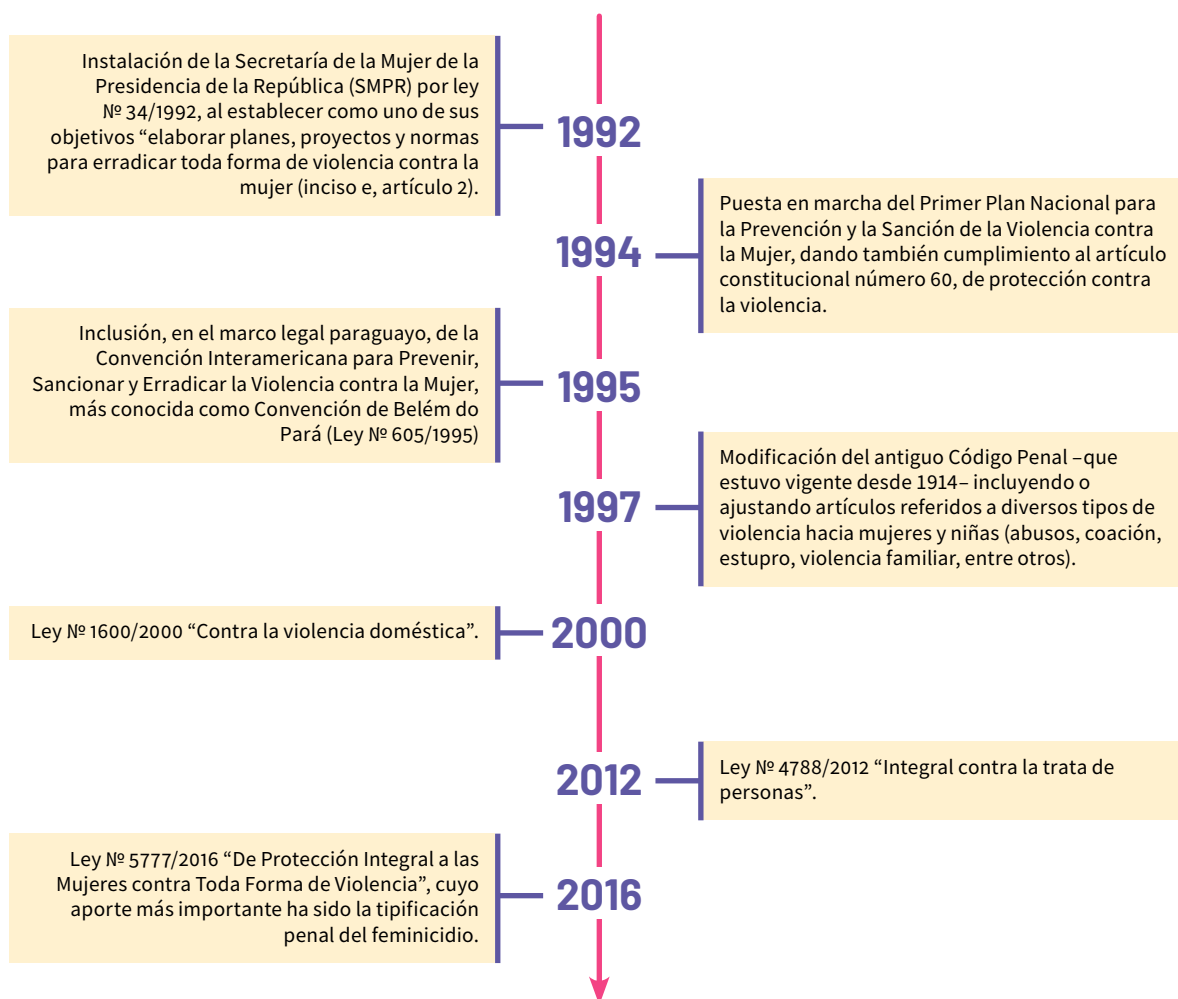 Instalación de la Secretaría de la Mujer de la
Presidencia de la República (SMPR) por ley
Nº 34/1992, al establecer como uno de sus
objetivos “elaborar planes, proyectos y normas
para erradicar toda forma de violencia contra la
mujer (inciso e, artículo 2).
1992
1994
Puesta en marcha del Primer Plan Nacional para
la Prevención y la Sanción de la Violencia contra
la Mujer, dando también cumplimiento al artículo
constitucional número 60, de protección contra
la violencia.
Inclusión, en el marco legal paraguayo, de la
Convención Interamericana para Prevenir,
Sancionar y Erradicar la Violencia contra la Mujer,
más conocida como Convención de Belém do
Pará (Ley Nº 605/1995)
1995
1997
Modificación del antiguo Código Penal –que
estuvo vigente desde 1914– incluyendo o
ajustando artículos referidos a diversos tipos de
violencia hacia mujeres y niñas (abusos, coación,
estupro, violencia familiar, entre otros).
Ley Nº 1600/2000 “Contra la violencia doméstica”.
2000
2012
Ley Nº 4788/2012 “Integral contra la trata de
personas”.
Ley Nº 5777/2016 “De Protección Integral a las
Mujeres contra Toda Forma de Violencia”, cuyo
aporte más importante ha sido la tipificación
penal del feminicidio.
2016